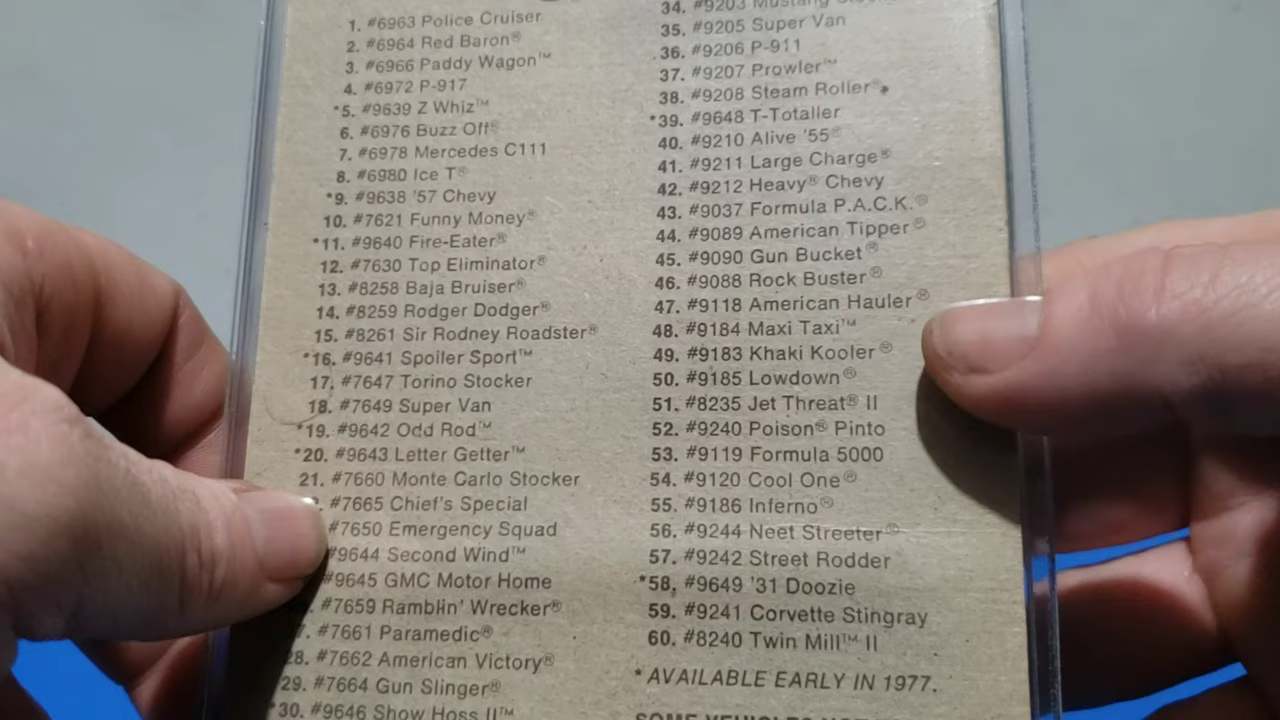 1. #6963 Police Cruiser
2. #6964 Red Baron®
3. #6966 Paddy Wagon™
4. #6972 P-917
*5. #9639 Z Whiz™
6. #6976 Buzz Off®
7. #6978 Mercedes C111
8. #6980 Ice T®
*9. #9638 '57 Chevy
10. #7621 Funny Money®
*11. #9640 Fire-Eater®
12. #7630 Top Eliminator®
13. #8258 Baja Bruiser®
14. #8259 Rodger Dodger®
15. #8261 Sir Rodney Roadster®
*16. #9641 Spoiler Sport™
17. #7647 Torino Stocker
18. #7649 Super Van
*19. #9642 Odd Rod™
*20. #9643 Letter Getter™
21. #7660 Monte Carlo Stocker
#7665 Chief's Special
#7650 Emergency Squad
#9644 Second Wind™
#9645 GMC Motor Home
#7659 Ramblin' Wrecker®
7. #7661 Paramedic®
28. #7662 American Victory®
29. #7664 Gun Slinger®
*30. #9646 Show Hoss II™
34. #9203 Mustang
35. #9205 Super Van
36. #9206 P-911
37. #9207 Prowler™
38. #9208 Steam Roller®
*39. #9648 T-Totaller
40. #9210 Alive '55®
41. #9211 Large Charge®
42. #9212 Heavy® Chevy
43. #9037 Formula P.A.C.K.®
44. #9089 American Tipper®
45. #9090 Gun Bucket®
46. #9088 Rock Buster®
47. #9118 American Hauler®
48. #9184 Maxi Taxi™
49. #9183 Khaki Kooler®
50. #9185 Lowdown®
51. #8235 Jet Threat® II
52. #9240 Poison® Pinto
53. #9119 Formula 5000
54. #9120 Cool One®
55. #9186 Inferno®
56. #9244 Neet Streeter®
57. #9242 Street Rodder
*58, #9649 '31 Doozie
59. #9241 Corvette Stingray
60. #8240 Twin Mill™ II
*AVAILABLE EARLY IN 1977.
SOME VEHICLES